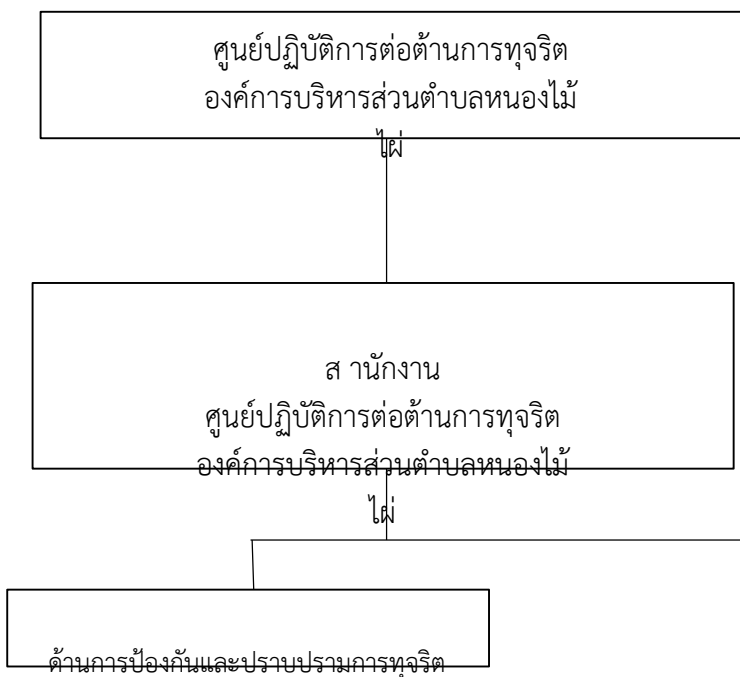 ศูนย์ปฏิบัติการต่อต้านการทุจริต
องค์การบริหารส่วนตำบลหนองไม้
ไผ่
ส านักงาน
ศูนย์ปฏิบัติการต่อต้านการทุจริต
องค์การบริหารส่วนตำบลหนองไม้
ไผ่
ด้านการป้องกันและปราบปรามการทุจริต